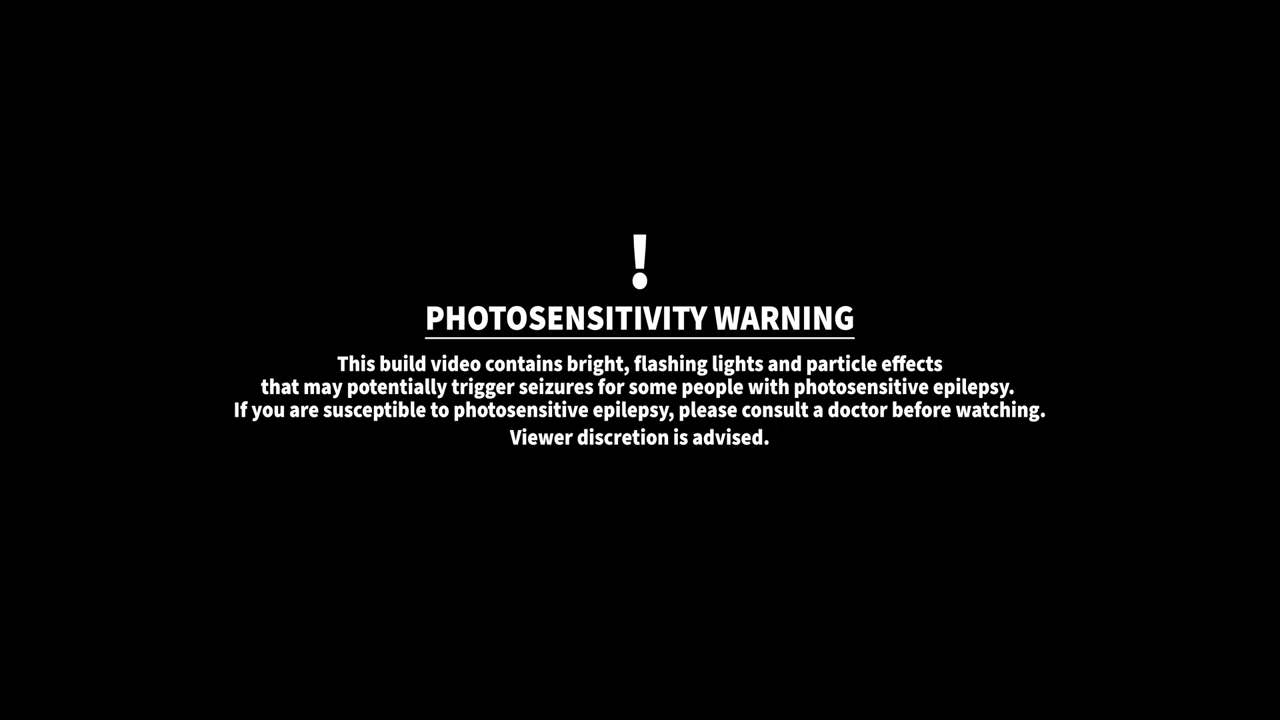 !
PHOTOSENSITIVITY WARNING
This build video contains bright, flashing lights and particle effects
that may potentially trigger seizures for some people with photosensitive epilepsy.
If you are susceptible to photosensitive epilepsy, please consult a doctor before watching.
Viewer discretion is advised.